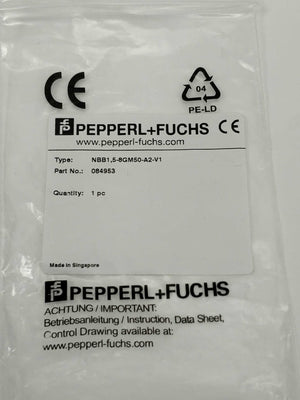 CE
04
PE-LD
PEPPERL+FUCHS CE
www.pepperl-fuchs.com
Type: NBB1,5-8GM50-A2-V1
Part No.: 084953
Quantity: 1 pc
Made in Singapore
PEPPERL+FUCHS
ACHTUNG / IMPORTANT:
Betriebsanleitung / Instruction, Data Sheet,
Control Drawing available at:
www.pepperl-fuchs.com